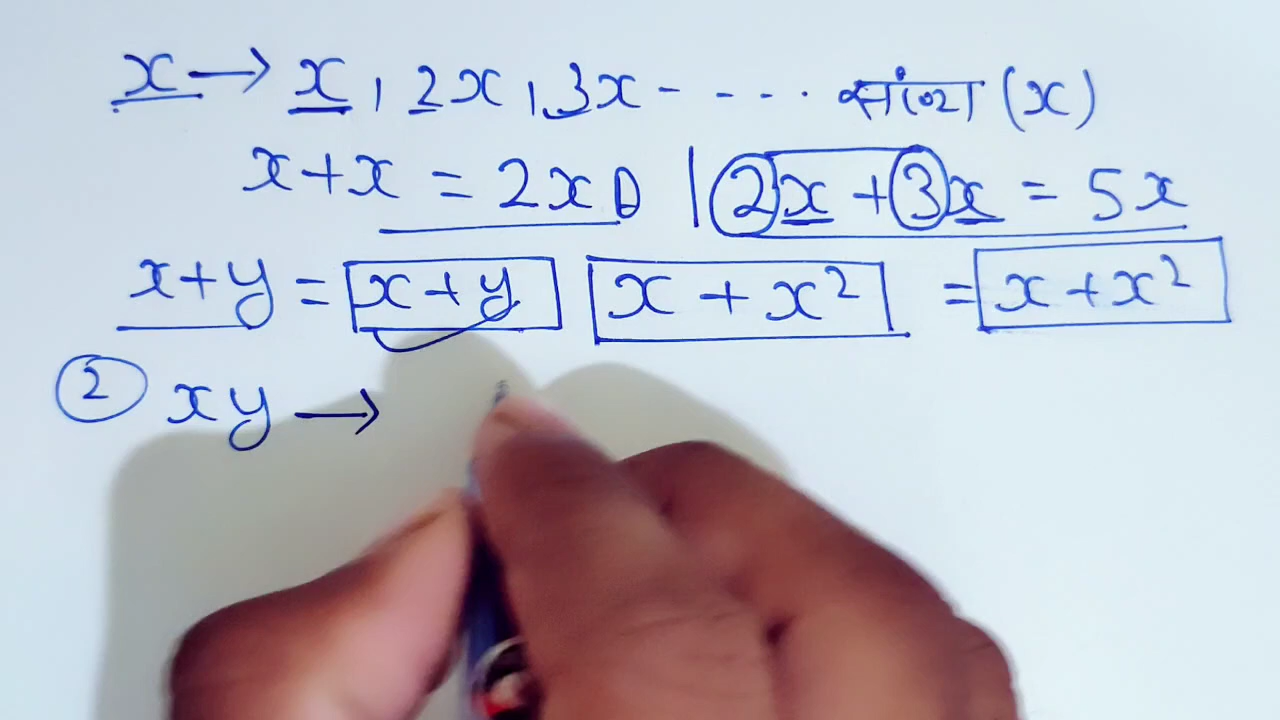 x → x, 2x, 3x - - - - . संख्या (x)
x + x = 2x | 2x + 3x = 5x
x + y = x + y x + x² = x + x²
② xy →